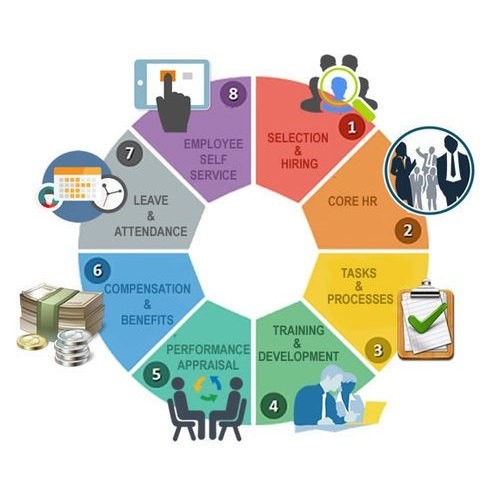 1
SELECTION
&
HIRING
CORE HR
2
TASKS
&
PROCESSES
3
TRAINING
&
DEVELOPMENT
4
PERFORMANCE
APPRAISAL
5
6
COMPENSATION
&
BENEFITS
7
LEAVE
&
ATTENDANCE
8
EMPLOYEE
SELF
SERVICE